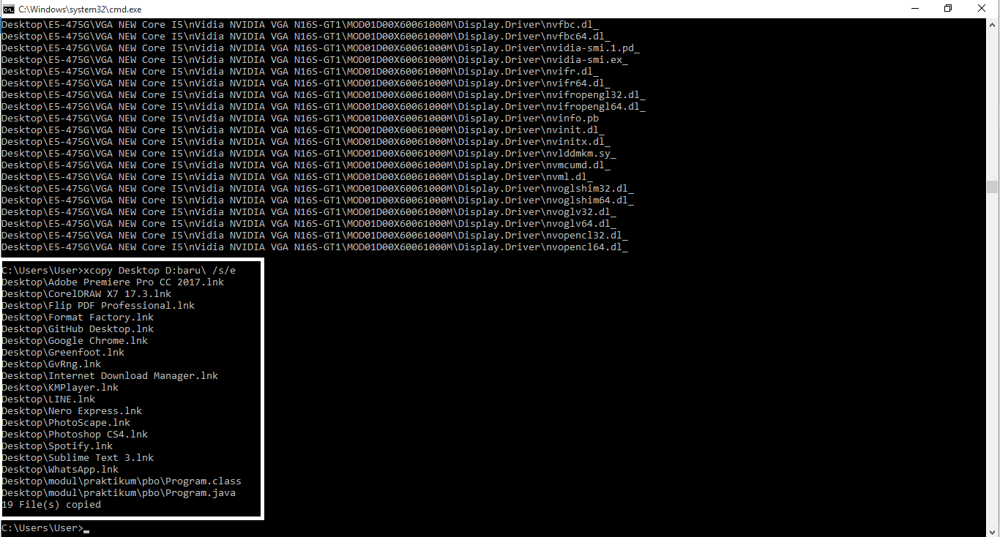 C:\Windows\system32\cmd.exe
Desktop\E5-475G\VGA NEW Core I5\nVidia NVIDIA VGA N16S-GT1\MOD01D00X60061000M\Display.Driver\nvfbc.dl_
Desktop\E5-475G\VGA NEW Core I5\nVidia NVIDIA VGA N16S-GT1\MOD01D00X60061000M\Display.Driver\nvfbc64.dl_
Desktop\E5-475G\VGA NEW Core I5\nVidia NVIDIA VGA N16S-GT1\MOD01D00X60061000M\Display.Driver\nvidia-smi.1.pd_
Desktop\E5-475G\VGA NEW Core I5\nVidia NVIDIA VGA N16S-GT1\MOD01D00X60061000M\Display.Driver\nvidia-smi.ex_
Desktop\E5-475G\VGA NEW Core I5\nVidia NVIDIA VGA N16S-GT1\MOD01D00X60061000M\Display.Driver\nvifr.dl_
Desktop\E5-475G\VGA NEW Core I5\nVidia NVIDIA VGA N16S-GT1\MOD01D00X60061000M\Display.Driver\nvifr64.dl_
Desktop\E5-475G\VGA NEW Core I5\nVidia NVIDIA VGA N16S-GT1\MOD01D00X60061000M\Display.Driver\nvifropengl32.dl_
Desktop\E5-475G\VGA NEW Core I5\nVidia NVIDIA VGA N16S-GT1\MOD01D00X60061000M\Display.Driver\nvifropengl64.dl_
Desktop\E5-475G\VGA NEW Core I5\nVidia NVIDIA VGA N16S-GT1\MOD01D00X60061000M\Display.Driver\nvinfo.pb
Desktop\E5-475G\VGA NEW Core I5\nVidia NVIDIA VGA N16S-GT1\MOD01D00X60061000M\Display.Driver\nvinit.dl_
Desktop\E5-475G\VGA NEW Core I5\nVidia NVIDIA VGA N16S-GT1\MOD01D00X60061000M\Display.Driver\nvinitx.dl_
Desktop\E5-475G\VGA NEW Core I5\nVidia NVIDIA VGA N16S-GT1\MOD01D00X60061000M\Display.Driver\nvlddmkm.sy_
Desktop\E5-475G\VGA NEW Core I5\nVidia NVIDIA VGA N16S-GT1\MOD01D00X60061000M\Display.Driver\nvmcumd.dl_
Desktop\E5-475G\VGA NEW Core I5\nVidia NVIDIA VGA N16S-GT1\MOD01D00X60061000M\Display.Driver\nvml.dl_
Desktop\E5-475G\VGA NEW Core I5\nVidia NVIDIA VGA N16S-GT1\MOD01D00X60061000M\Display.Driver\nvoglshim32.dl_
Desktop\E5-475G\VGA NEW Core I5\nVidia NVIDIA VGA N16S-GT1\MOD01D00X60061000M\Display.Driver\nvoglshim64.dl_
Desktop\E5-475G\VGA NEW Core I5\nVidia NVIDIA VGA N16S-GT1\MOD01D00X60061000M\Display.Driver\nvoglv32.dl_
Desktop\E5-475G\VGA NEW Core I5\nVidia NVIDIA VGA N16S-GT1\MOD01D00X60061000M\Display.Driver\nvoglv64.dl_
Desktop\E5-475G\VGA NEW Core I5\nVidia NVIDIA VGA N16S-GT1\MOD01D00X60061000M\Display.Driver\nvopencl32.dl_
Desktop\E5-475G\VGA NEW Core I5\nVidia NVIDIA VGA N16S-GT1\MOD01D00X60061000M\Display.Driver\nvopencl64.dl_
C:\Users\User>xcopy Desktop D:baru\ /s/e
Desktop\Adobe Premiere Pro CC 2017.lnk
Desktop\CorelDRAW X7 17.3.lnk
Desktop\Flip PDF Professional.lnk
Desktop\Format Factory.lnk
Desktop\GitHub Desktop.lnk
Desktop\Google Chrome.lnk
Desktop\Greenfoot.lnk
Desktop\GvRng.lnk
Desktop\Internet Download Manager.lnk
Desktop\KMPlayer.lnk
Desktop\LINE.lnk
Desktop\Nero Express.lnk
Desktop\PhotoScape.lnk
Desktop\Photoshop CS4.lnk
Desktop\Spotify.lnk
Desktop\Sublime Text 3.lnk
Desktop\WhatsApp.lnk
Desktop\modul\praktikum\pbo\Program.class
Desktop\modul\praktikum\pbo\Program.java
19 File(s) copied
C:\Users\User>